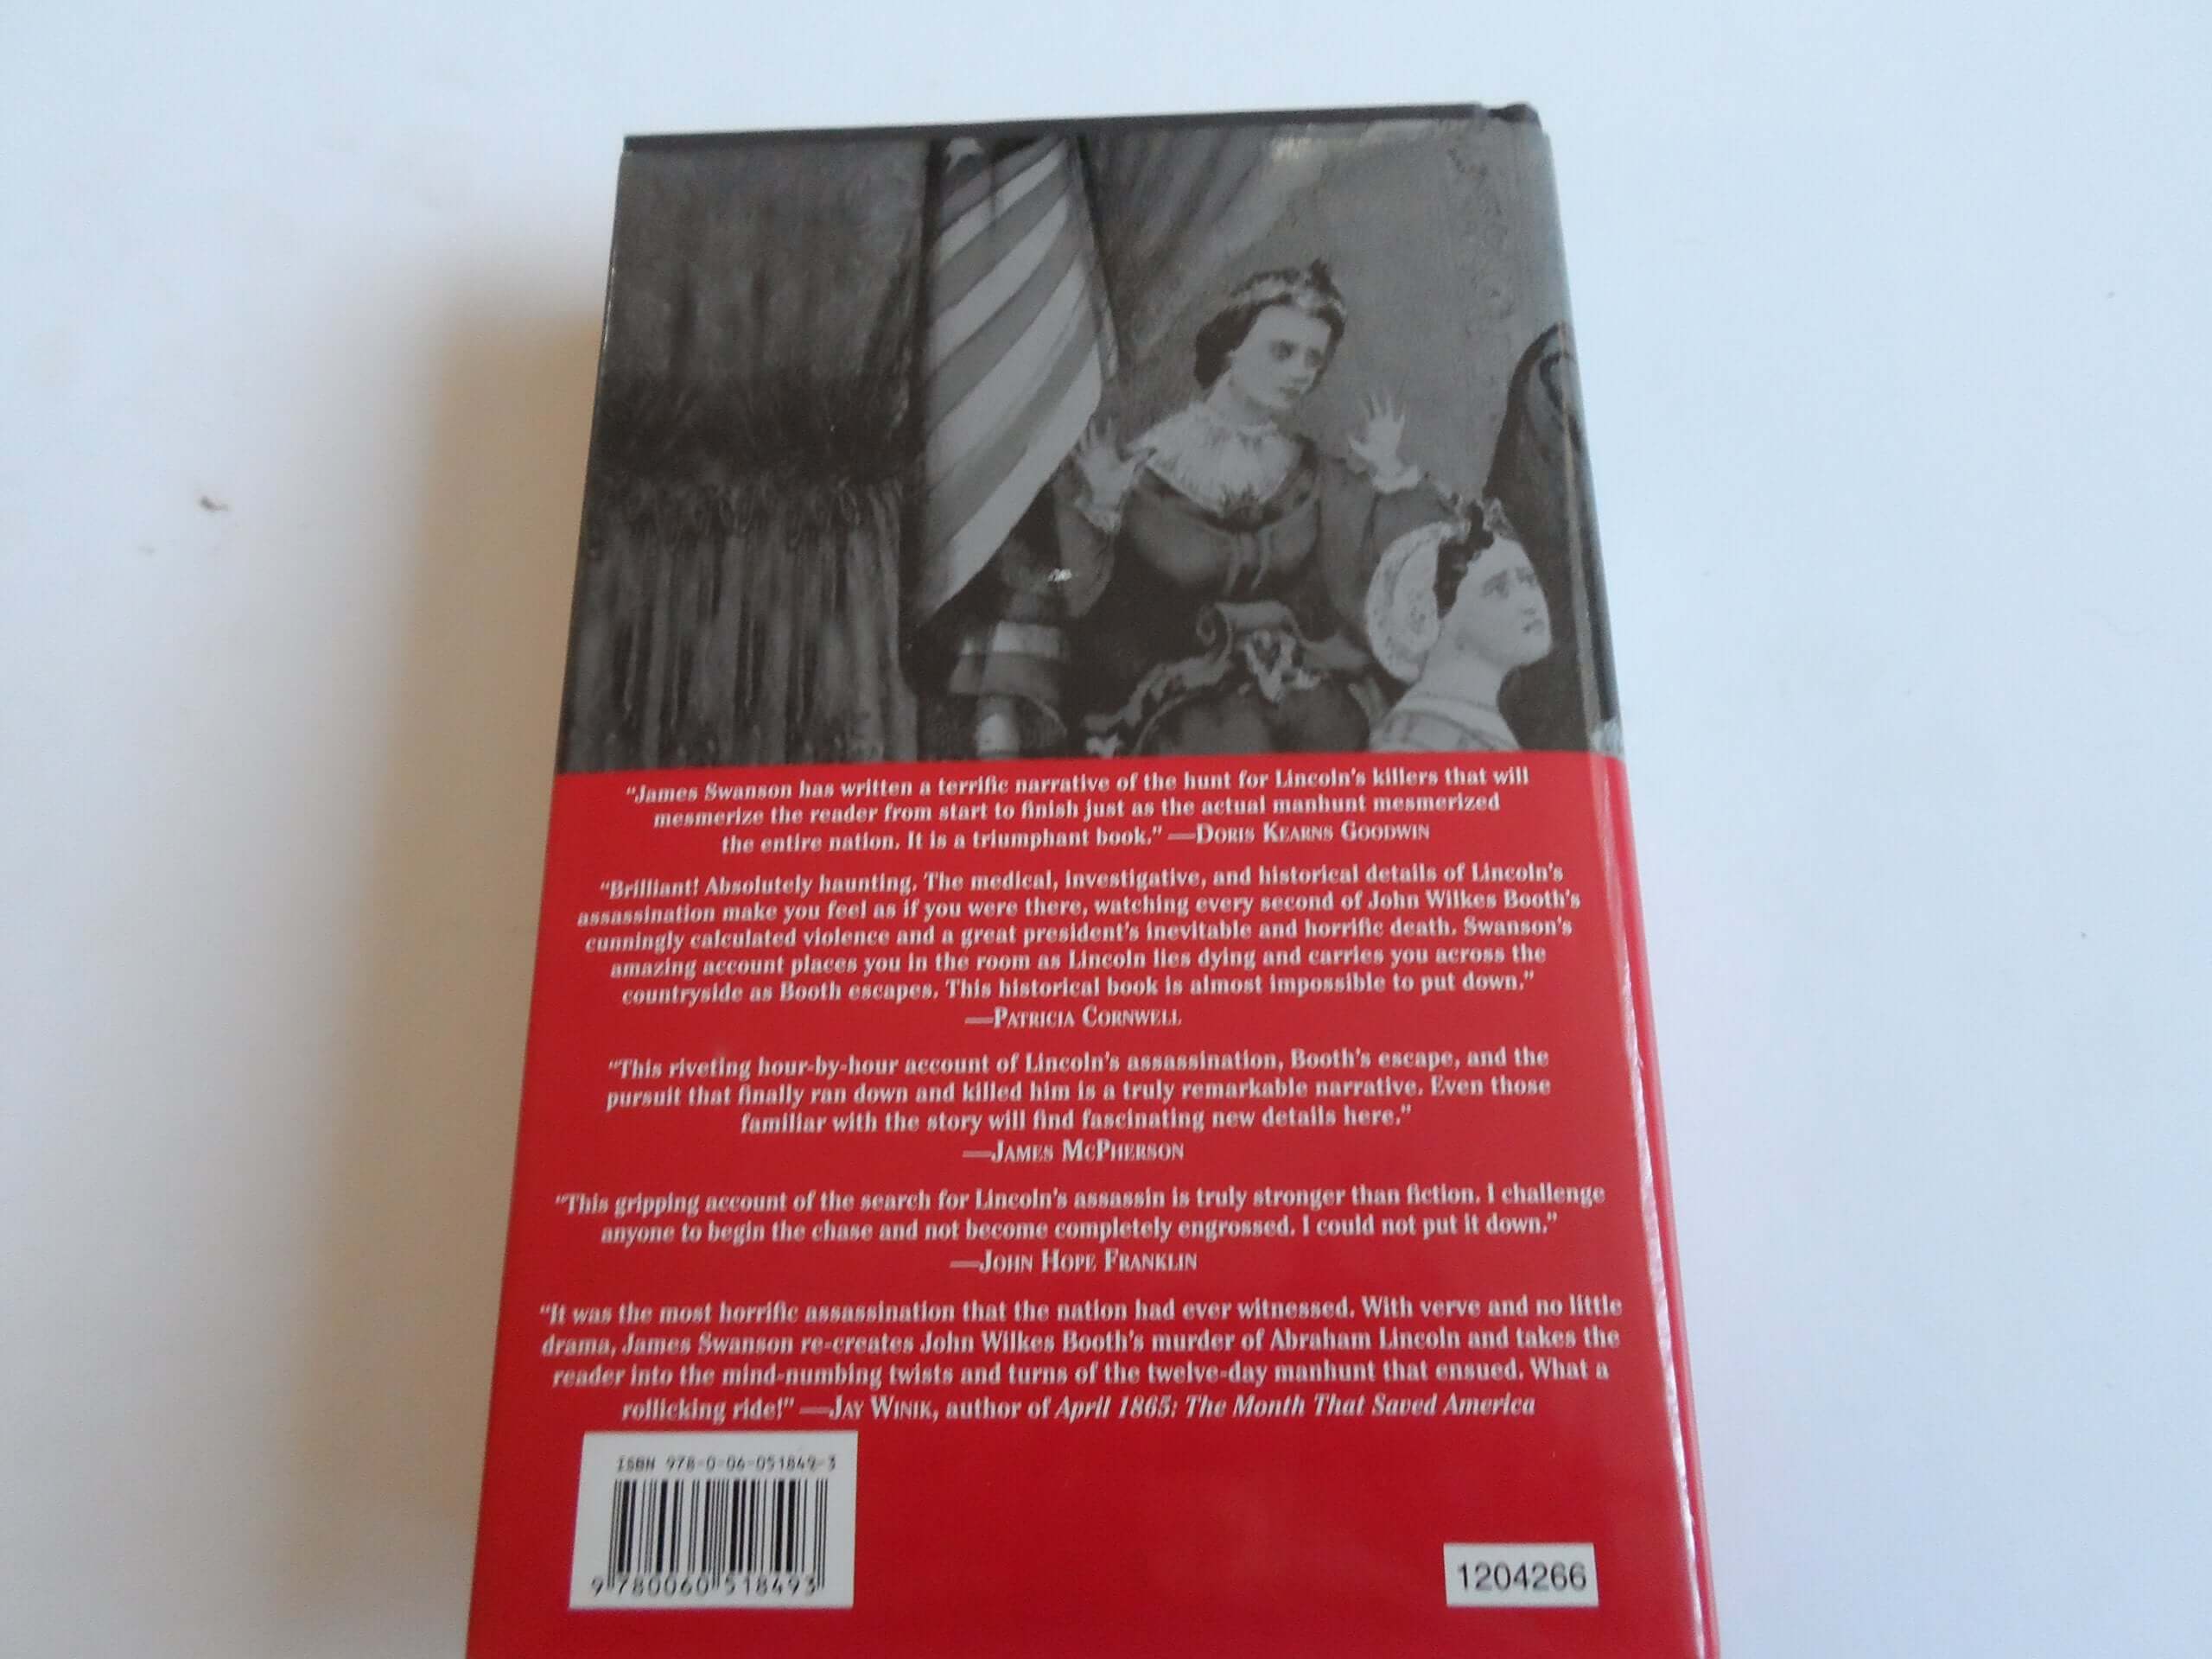 “James Swanson has written a terrific narrative of the hunt for Lincoln’s killers that will
mesmerize the reader from start to finish just as the actual manhunt mesmerized
the entire nation. It is a triumphant book.” —DORIS KEARNS GOODWIN
“Brilliant! Absolutely haunting. The medical, investigative, and historical details of Lincoln’s
assassination make you feel as if you were there, watching every second of John Wilkes Booth’s
cunningly calculated violence and a great president’s inevitable and horrific death. Swanson’s
amazing account places you in the room as Lincoln lies dying and carries you across the
countryside as Booth escapes. This historical book is almost impossible to put down.”
—PATRICIA CORNWELL
“This riveting hour-by-hour account of Lincoln’s assassination, Booth’s escape, and the
pursuit that finally ran down and killed him is a truly remarkable narrative. Even those
familiar with the story will find fascinating new details here.”
—JAMES MCPHERSON
“This gripping account of the search for Lincoln’s assassin is truly stronger than fiction. I challenge
anyone to begin the chase and not become completely engrossed. I could not put it down.”
—JOHN HOPE FRANKLIN
“It was the most horrific assassination that the nation had ever witnessed. With verve and no little
drama, James Swanson re-creates John Wilkes Booth’s murder of Abraham Lincoln and takes the
reader into the mind-numbing twists and turns of the twelve-day manhunt that ensued. What a
rollicking ride!” —JAY WINIK, author of April 1865: The Month That Saved America
ISBN 978-0-06-051849-3
9 780060 518493
1204266